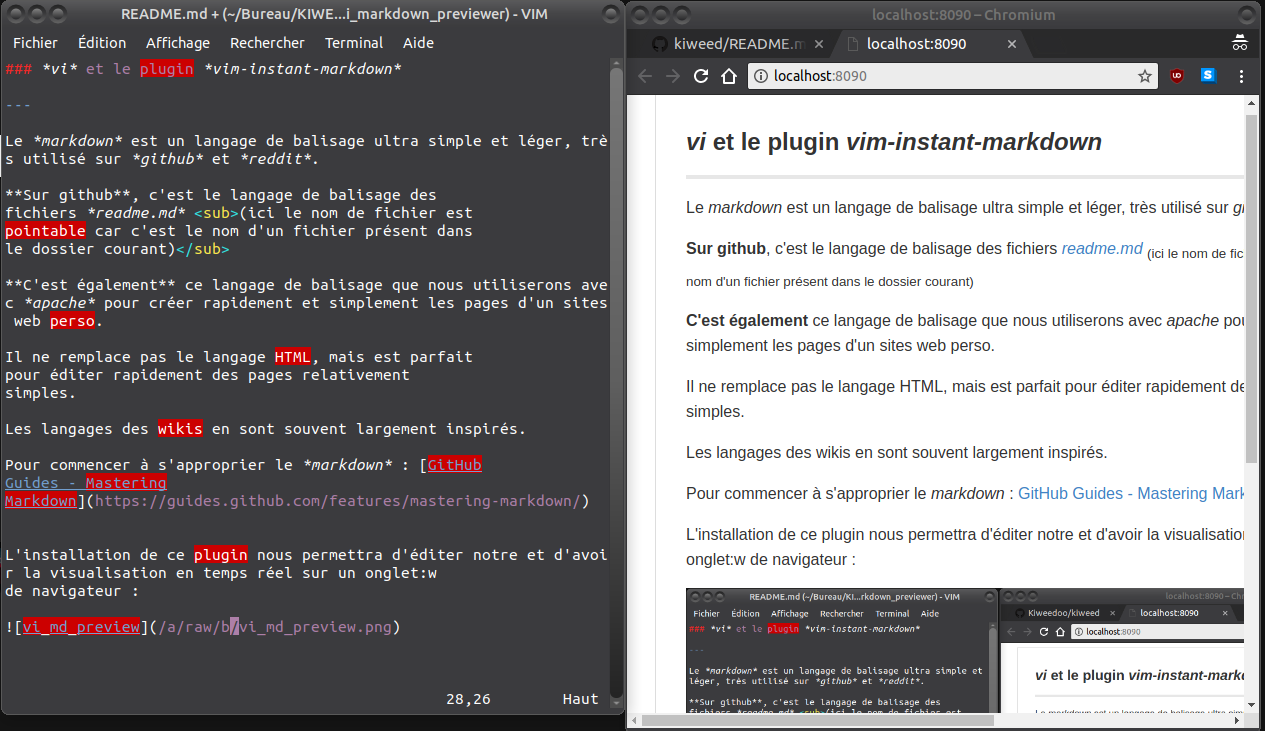 README.md + (~/Bureau/KIWE...i_markdown_previewer) - VIM
Fichier Édition Affichage Rechercher Terminal Aide
### *vi* et le plugin *vim-instant-markdown*
---
Le *markdown* est un langage de balisage ultra simple et léger, trè
s utilisé sur *github* et *reddit*.
**Sur github**, c'est le langage de balisage des
fichiers *readme.md* <sub>(ici le nom de fichier est
pointable car c'est le nom d'un fichier présent dans
le dossier courant)</sub>
**C'est également** ce langage de balisage que nous utiliserons ave
c *apache* pour créer rapidement et simplement les pages d'un sites
web perso.
Il ne remplace pas le langage HTML, mais est parfait
pour éditer rapidement des pages relativement
simples.
Les langages des wikis en sont souvent largement inspirés.
Pour commencer à s'approprier le *markdown* : [GitHub
Guides - Mastering
Markdown](https://guides.github.com/features/mastering-markdown/)
L'installation de ce plugin nous permettra d'éditer notre et d'avoi
r la visualisation en temps réel sur un onglet:w
de navigateur :
![vi_md_preview](/a/raw/b/vi_md_preview.png)
28,26 Haut
localhost:8090 – Chromium
kiweed/README.m
localhost:8090
localhost:8090
vi et le plugin vim-instant-markdown
Le markdown est un langage de balisage ultra simple et léger, très utilisé sur gi
Sur github, c'est le langage de balisage des fichiers readme.md (ici le nom de fic
nom d'un fichier présent dans le dossier courant)
C'est également ce langage de balisage que nous utiliserons avec apache pou
simplement les pages d'un sites web perso.
Il ne remplace pas le langage HTML, mais est parfait pour éditer rapidement de
simples.
Les langages des wikis en sont souvent largement inspirés.
Pour commencer à s'approprier le markdown : GitHub Guides - Mastering Mark
L'installation de ce plugin nous permettra d'éditer notre et d'avoir la visualisation
onglet:w de navigateur :
README.md (~/Bureau/KI...rkdown_previewer) - VIM
Fichier Édition Affichage Rechercher Terminal Aide
### *vi* et le plugin *vim-instant-markdown*
---
Le *markdown* est un langage de balisage ultra simple et
léger, très utilisé sur *github* et *reddit*.
**Sur github**, c'est le langage de balisage des
fichiers *readme.md* <sub>(ici le nom de fichier est
localhost:8090 – Chr
Kiweedoo/kiweed
localhost:8090
localhost:8090
vi et le plugin vim-instant-mark
Le markdown est un langage de balisage ultra sim